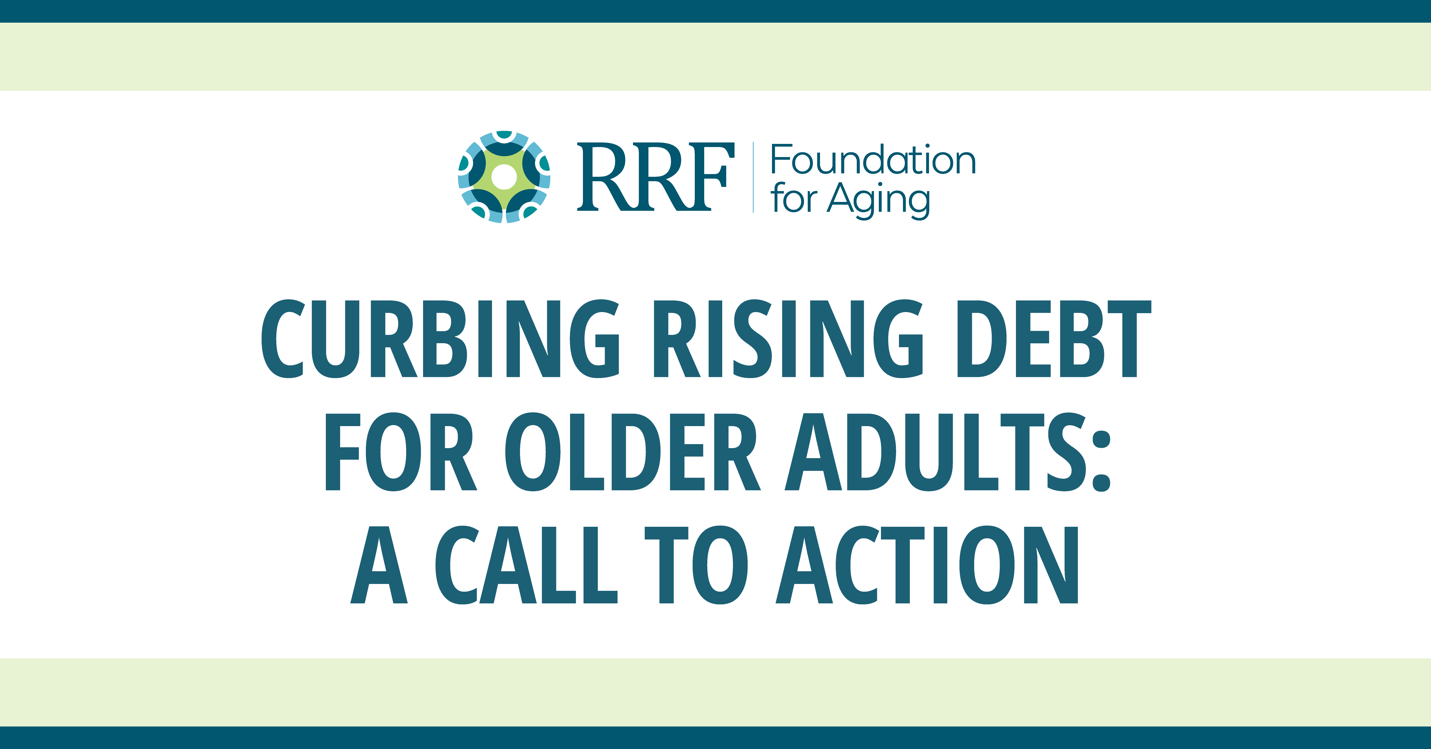 RRF
Foundation
for Aging
CURBING RISING DEBT
FOR OLDER ADULTS:
A CALL TO ACTION